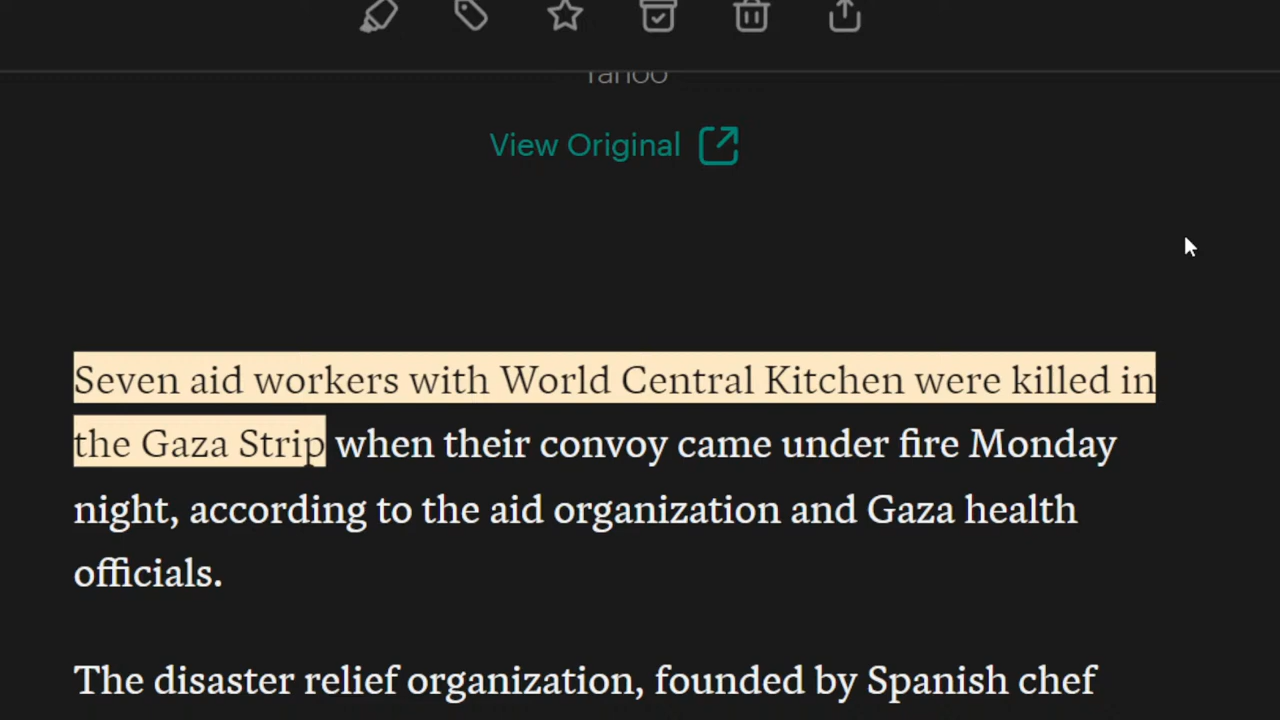 Yahoo
View Original
Seven aid workers with World Central Kitchen were killed in
the Gaza Strip when their convoy came under fire Monday
night, according to the aid organization and Gaza health
officials.
The disaster relief organization, founded by Spanish chef